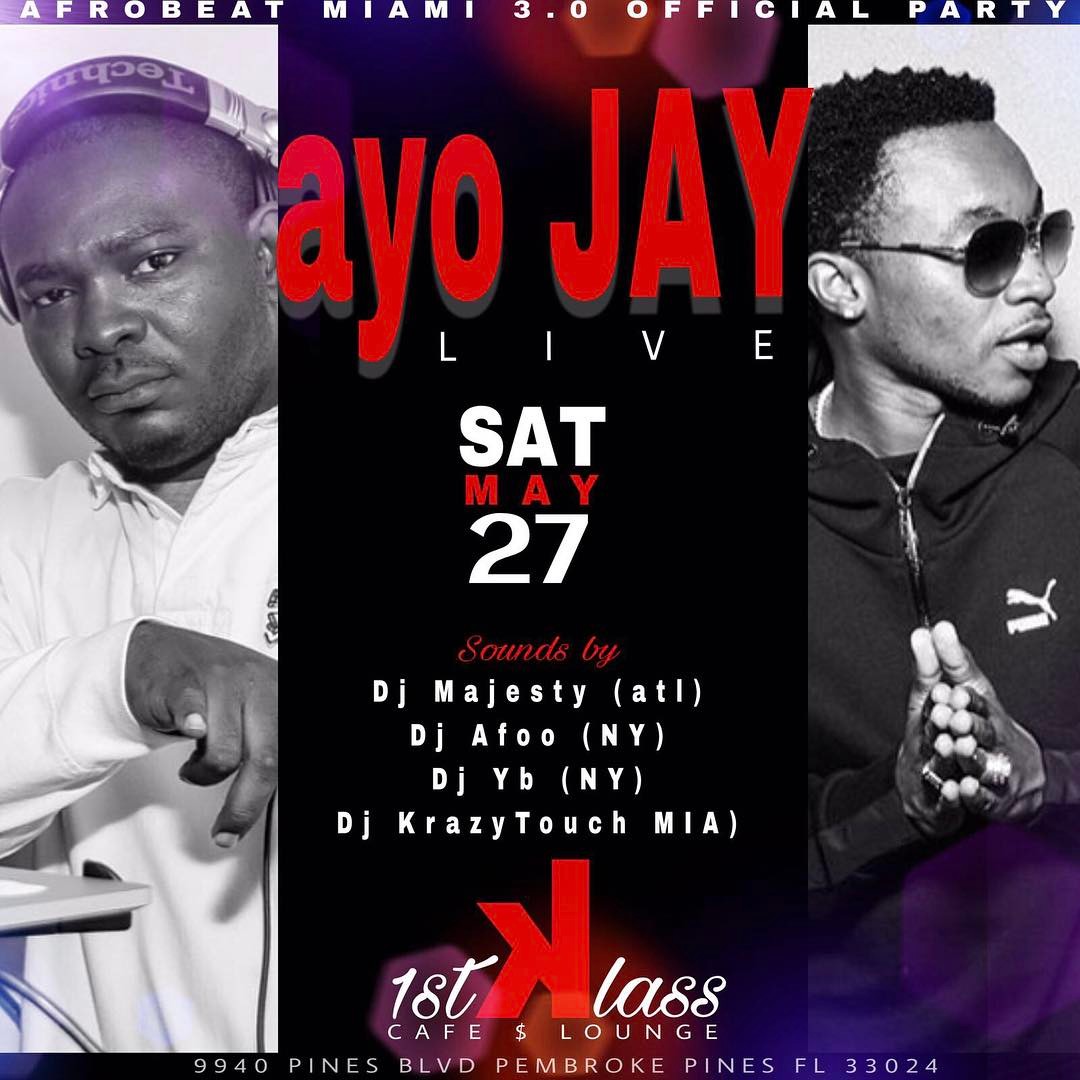 AFROBEAT MIAMI 3.0 OFFICIAL PARTY
Technics
ayo JAY
LIVE
SAT
MAY
27
Sounds by
Dj Majesty (atl)
Dj Afoo (NY)
Dj Yb (NY)
Dj KrazyTouch MIA)
1st Klass
CAFE $ LOUNGE
9940 PINES BLVD PEMBROKE PINES FL 33024